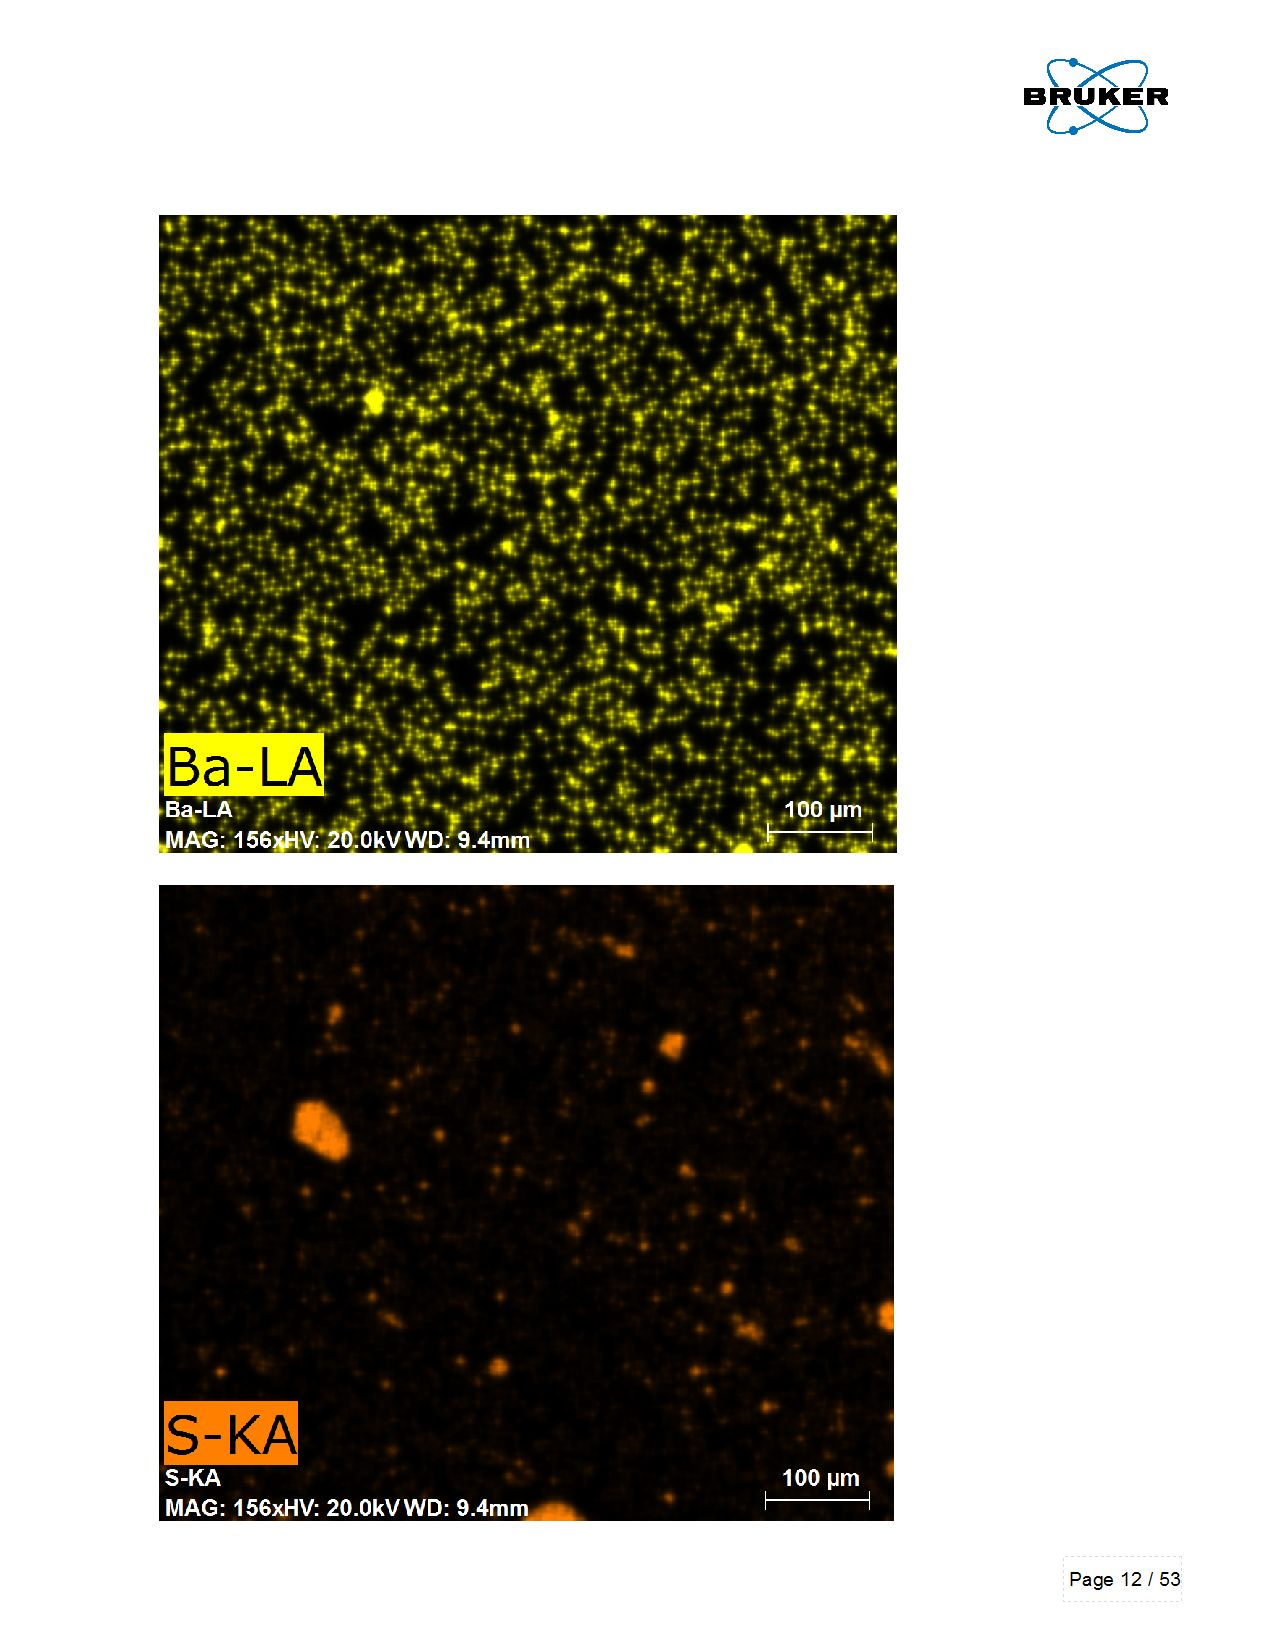 BRUKER
Ba-LA
Ba-LA
100 µm
MAG: 156xHV: 20.0kV WD: 9.4mm
S-KA
S-KA
100 µm
MAG: 156xHV: 20.0kV WD: 9.4mm
Page 12 / 53